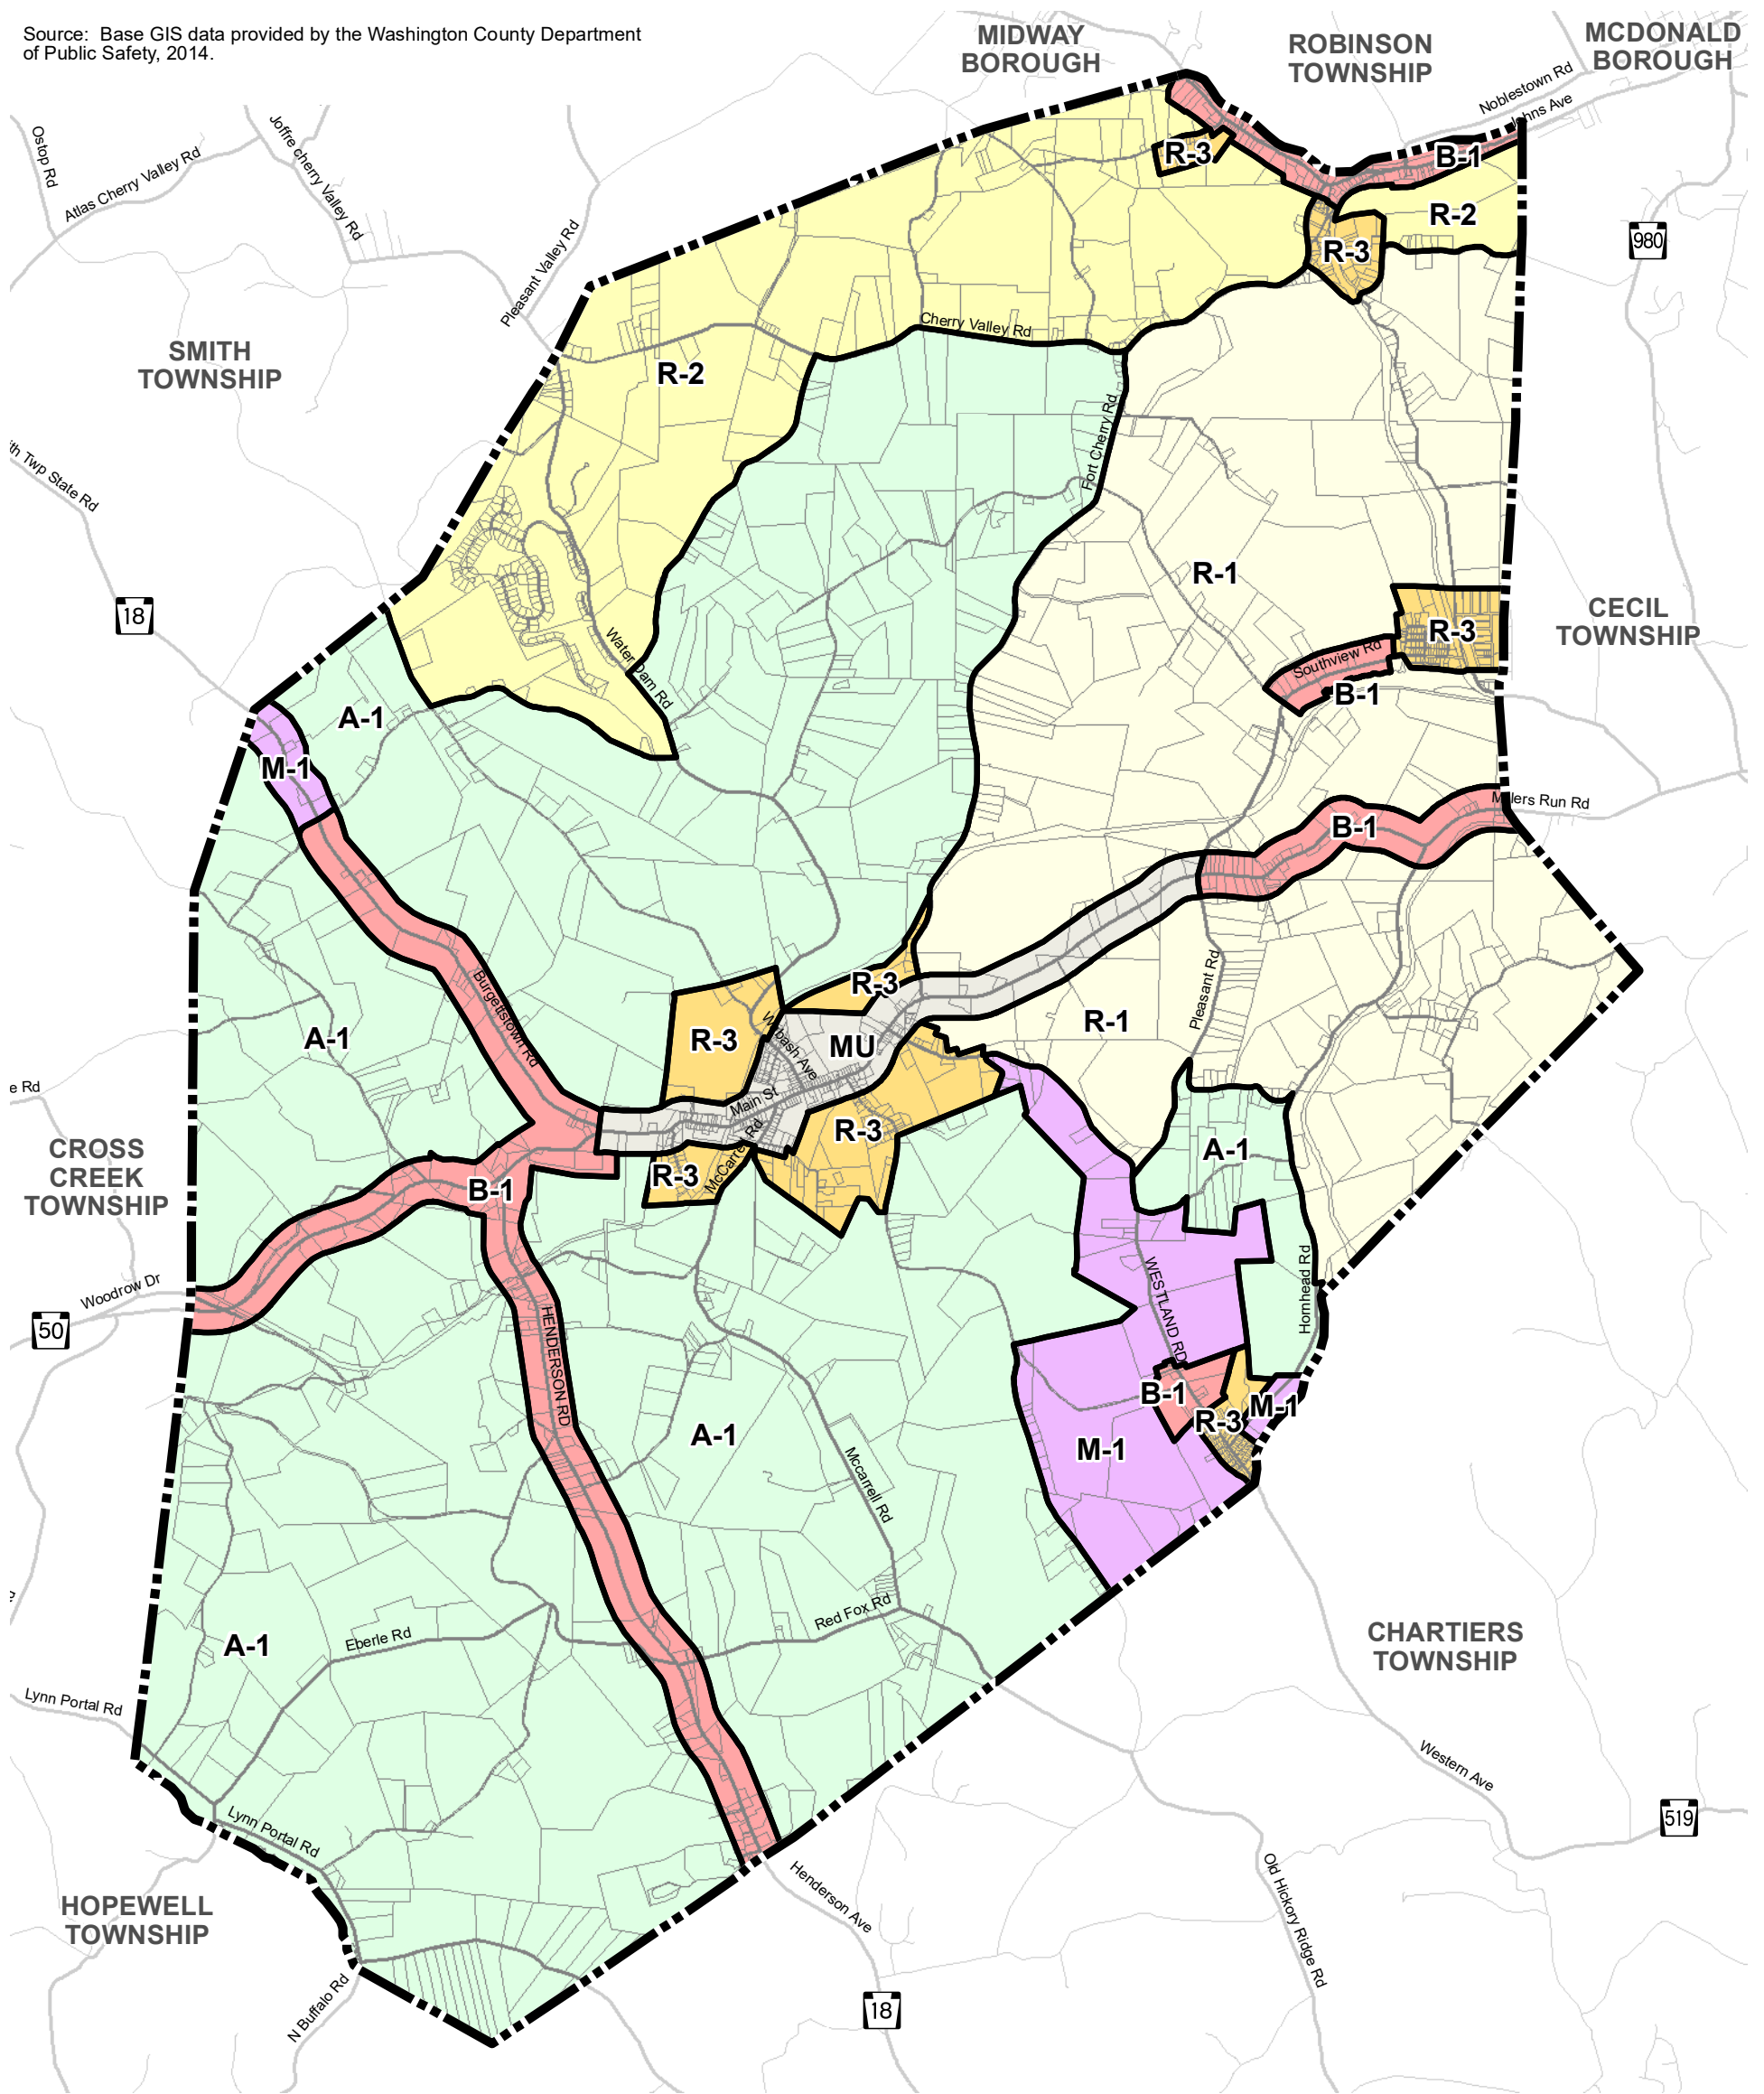 Source:  Base GIS data provided by the Washington County Department
of Public Safety, 2014.
MIDWAY
BOROUGH
ROBINSON
TOWNSHIP
MCDONALD
BOROUGH
Noblestown Rd
Johns Ave
Ostop Rd
Atlas Cherry Valley Rd
Joffre cherry Valley Rd
Pleasant Valley Rd
R-3
B-1
R-2
R-3
980
Cherry Valley Rd
SMITH
TOWNSHIP
R-2
Fort Cherry Rd
ith Twp State Rd
R-1
18
CECIL
TOWNSHIP
R-3
Southview Rd
B-1
Water Dam Rd
A-1
M-1
Millers Run Rd
B-1
Burgettstown Rd
R-3
Pleasant Rd
A-1
R-3
Wabash Ave
MU
R-1
e Rd
Main St
CROSS
CREEK
TOWNSHIP
R-3
McCarrell Rd
R-3
A-1
B-1
Woodrow Dr
50
WESTLAND RD
Hornhead Rd
HENDERSON RD
B-1
R-3
M-1
A-1
M-1
Mccarrell Rd
Red Fox Rd
Eberle Rd
A-1
CHARTIERS
TOWNSHIP
Lynn Portal Rd
Western Ave
519
Lynn Portal Rd
HOPEWELL
TOWNSHIP
Henderson Ave
Old Hickory Ridge Rd
N Buffalo Rd
18